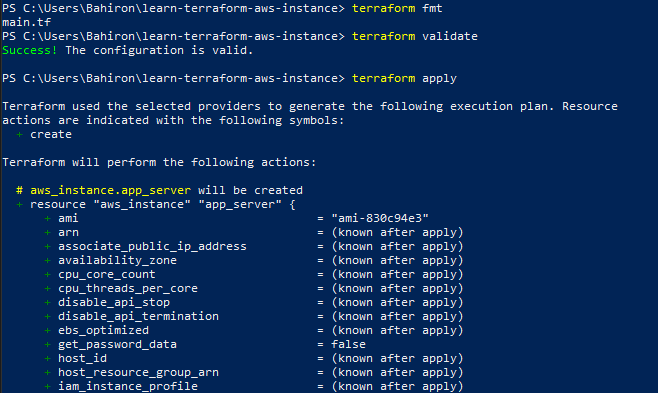 PS C:\Users\Bahiron\learn-terraform-aws-instance> terraform fmt
main.tf
PS C:\Users\Bahiron\learn-terraform-aws-instance> terraform validate
Success! The configuration is valid.
PS C:\Users\Bahiron\learn-terraform-aws-instance> terraform apply
Terraform used the selected providers to generate the following execution plan. Resource
actions are indicated with the following symbols:
+ create
Terraform will perform the following actions:
# aws_instance.app_server will be created
+ resource "aws_instance" "app_server" {
+ ami = "ami-830c94e3"
+ arn = (known after apply)
+ associate_public_ip_address = (known after apply)
+ availability_zone = (known after apply)
+ cpu_core_count = (known after apply)
+ cpu_threads_per_core = (known after apply)
+ disable_api_stop = (known after apply)
+ disable_api_termination = (known after apply)
+ ebs_optimized = (known after apply)
+ get_password_data = false
+ host_id = (known after apply)
+ host_resource_group_arn = (known after apply)
+ iam_instance_profile = (known after apply)